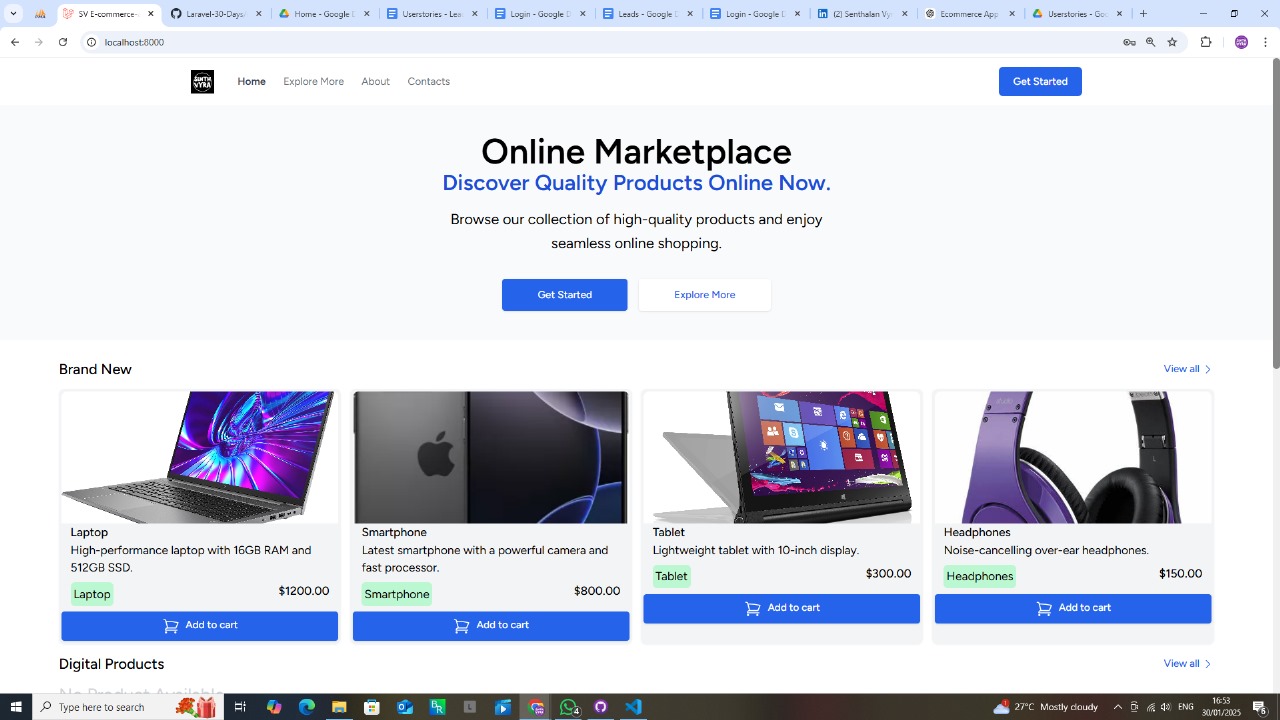 SV E-commerce-
Laravel-30-Days/
Home - Google D
Userstories - Lea
Login - Google D
Leads - Google D
Login - Google D
(2) Senthalan Vy
Ecommerce App
Userstories - Go
localhost:8000
Home
Explore More
About
Contacts
Get Started
Online Marketplace
Discover Quality Products Online Now.
Browse our collection of high-quality products and enjoy
seamless online shopping.
Get Started
Explore More
Brand New
View all
Laptop
High-performance laptop with 16GB RAM and
512GB SSD.
Laptop
$1200.00
Add to cart
Smartphone
Latest smartphone with a powerful camera and
fast processor.
Smartphone
$800.00
Add to cart
Tablet
Lightweight tablet with 10-inch display.
Tablet
$300.00
Add to cart
Headphones
Noise-cancelling over-ear headphones.
Headphones
$150.00
Add to cart
Digital Products
View all
No Product Available
Type here to search
27°C Mostly cloudy
ENG
16:53
30/01/2025